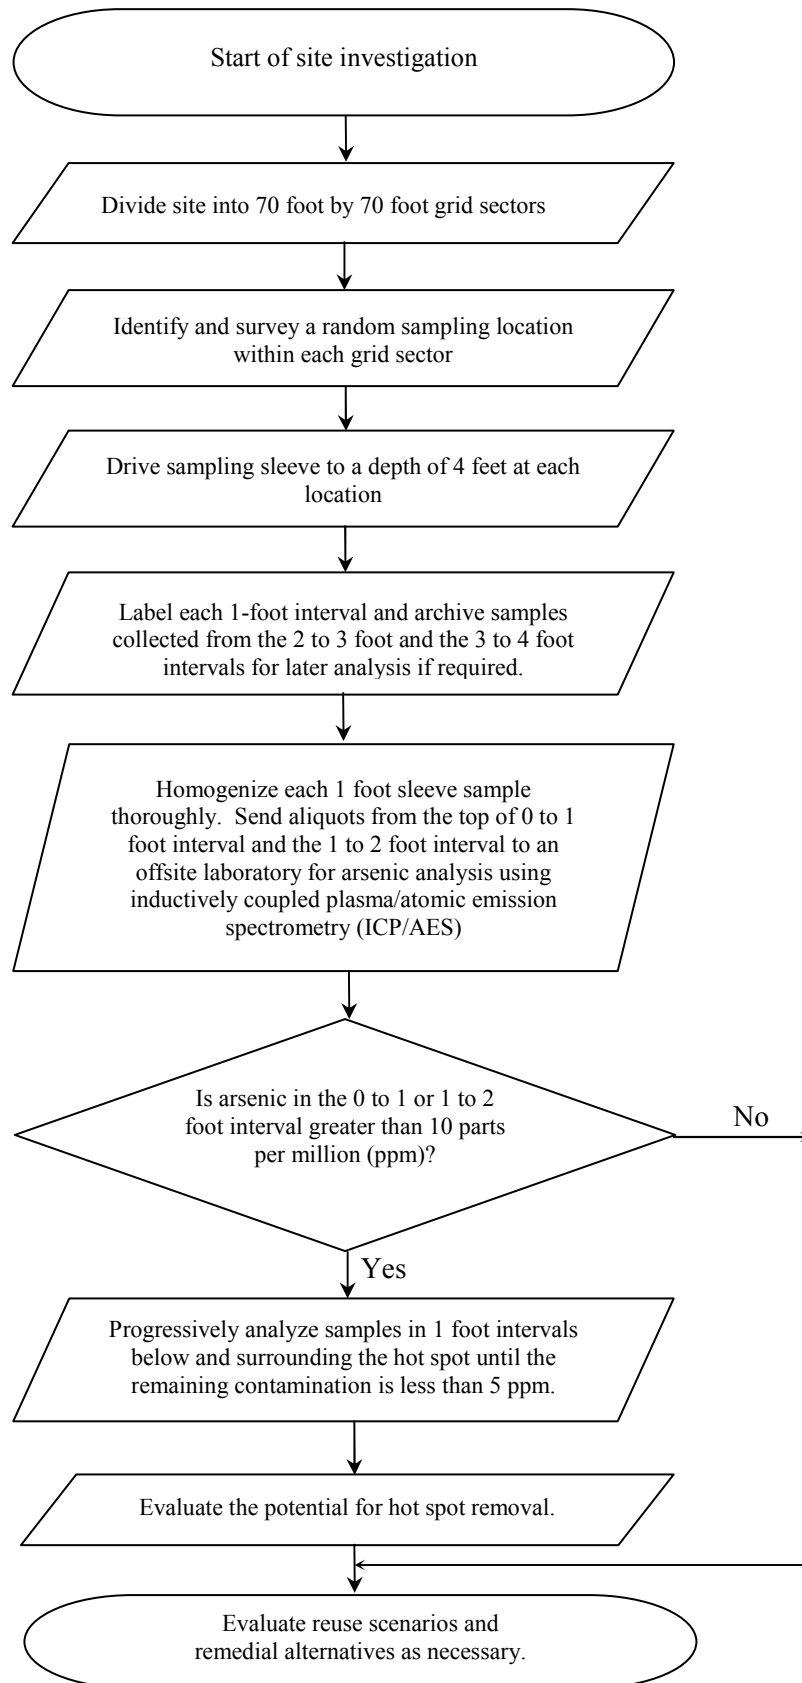 Start of site investigation
Divide site into 70 foot by 70 foot grid sectors
Identify and survey a random sampling location
within each grid sector
Drive sampling sleeve to a depth of 4 feet at each
location
Label each 1-foot interval and archive samples
collected from the 2 to 3 foot and the 3 to 4 foot
intervals for later analysis if required.
Homogenize each 1 foot sleeve sample
thoroughly.  Send aliquots from the top of 0 to 1
foot interval and the 1 to 2 foot interval to an
offsite laboratory for arsenic analysis using
inductively coupled plasma/atomic emission
spectrometry (ICP/AES)
Is arsenic in the 0 to 1 or 1 to 2
foot interval greater than 10 parts
per million (ppm)?
No
Yes
Progressively analyze samples in 1 foot intervals
below and surrounding the hot spot until the
remaining contamination is less than 5 ppm.
Evaluate the potential for hot spot removal.
Evaluate reuse scenarios and
remedial alternatives as necessary.